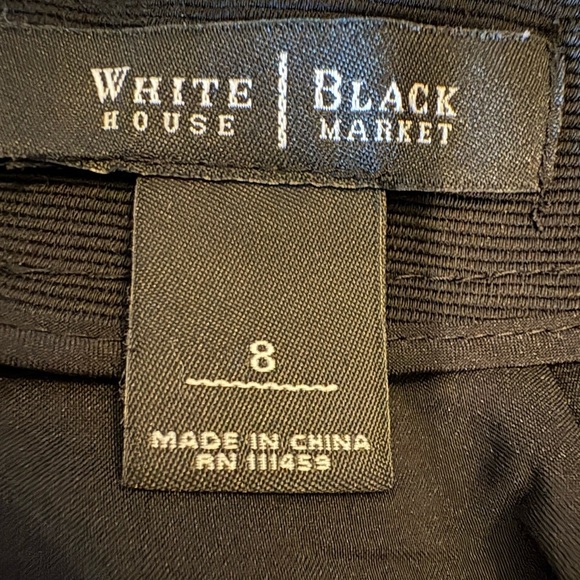 WHITE | BLACK
HOUSE | MARKET
8
MADE IN CHINA
RN 111459